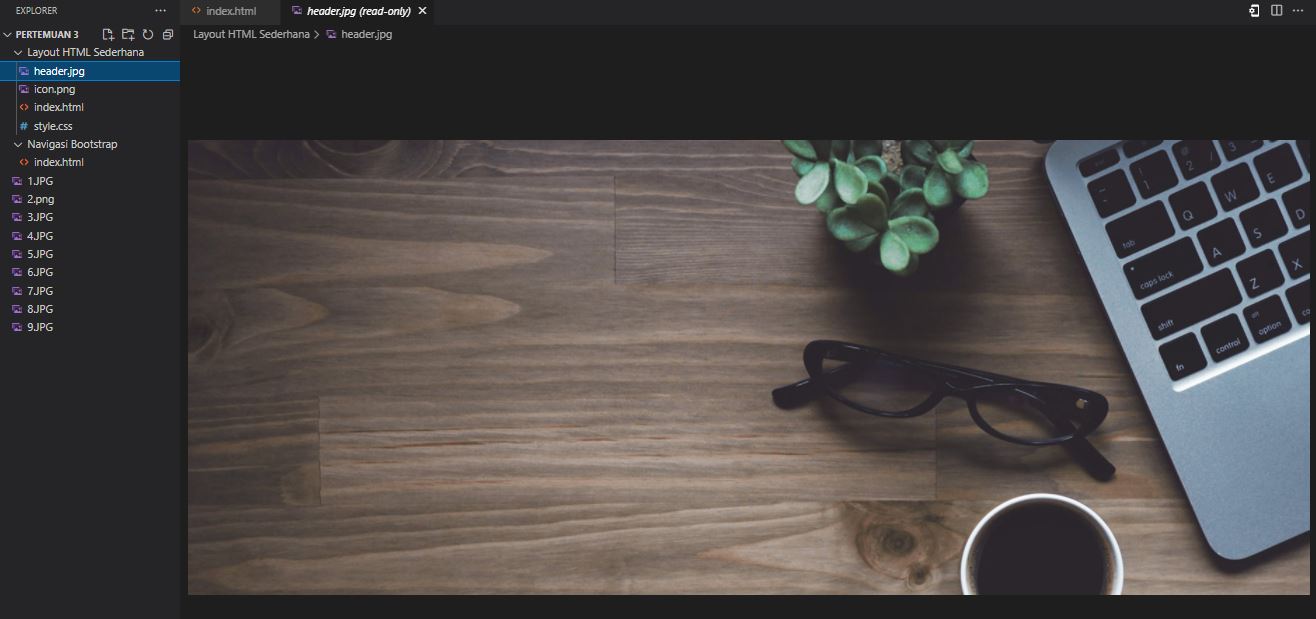 EXPLORER
index.html
header.jpg (read-only)
PERTEMUAN 3
Layout HTML Sederhana > header.jpg
Layout HTML Sederhana
header.jpg
icon.png
index.html
# style.css
Navigasi Bootstrap
index.html
1.JPG
2.png
3.JPG
4.JPG
5.JPG
6.JPG
7.JPG
8.JPG
9.JPG
! @ 2 / 3
Q W E
tab
A S D
caps lock
Z X
shift
alt
fn control option